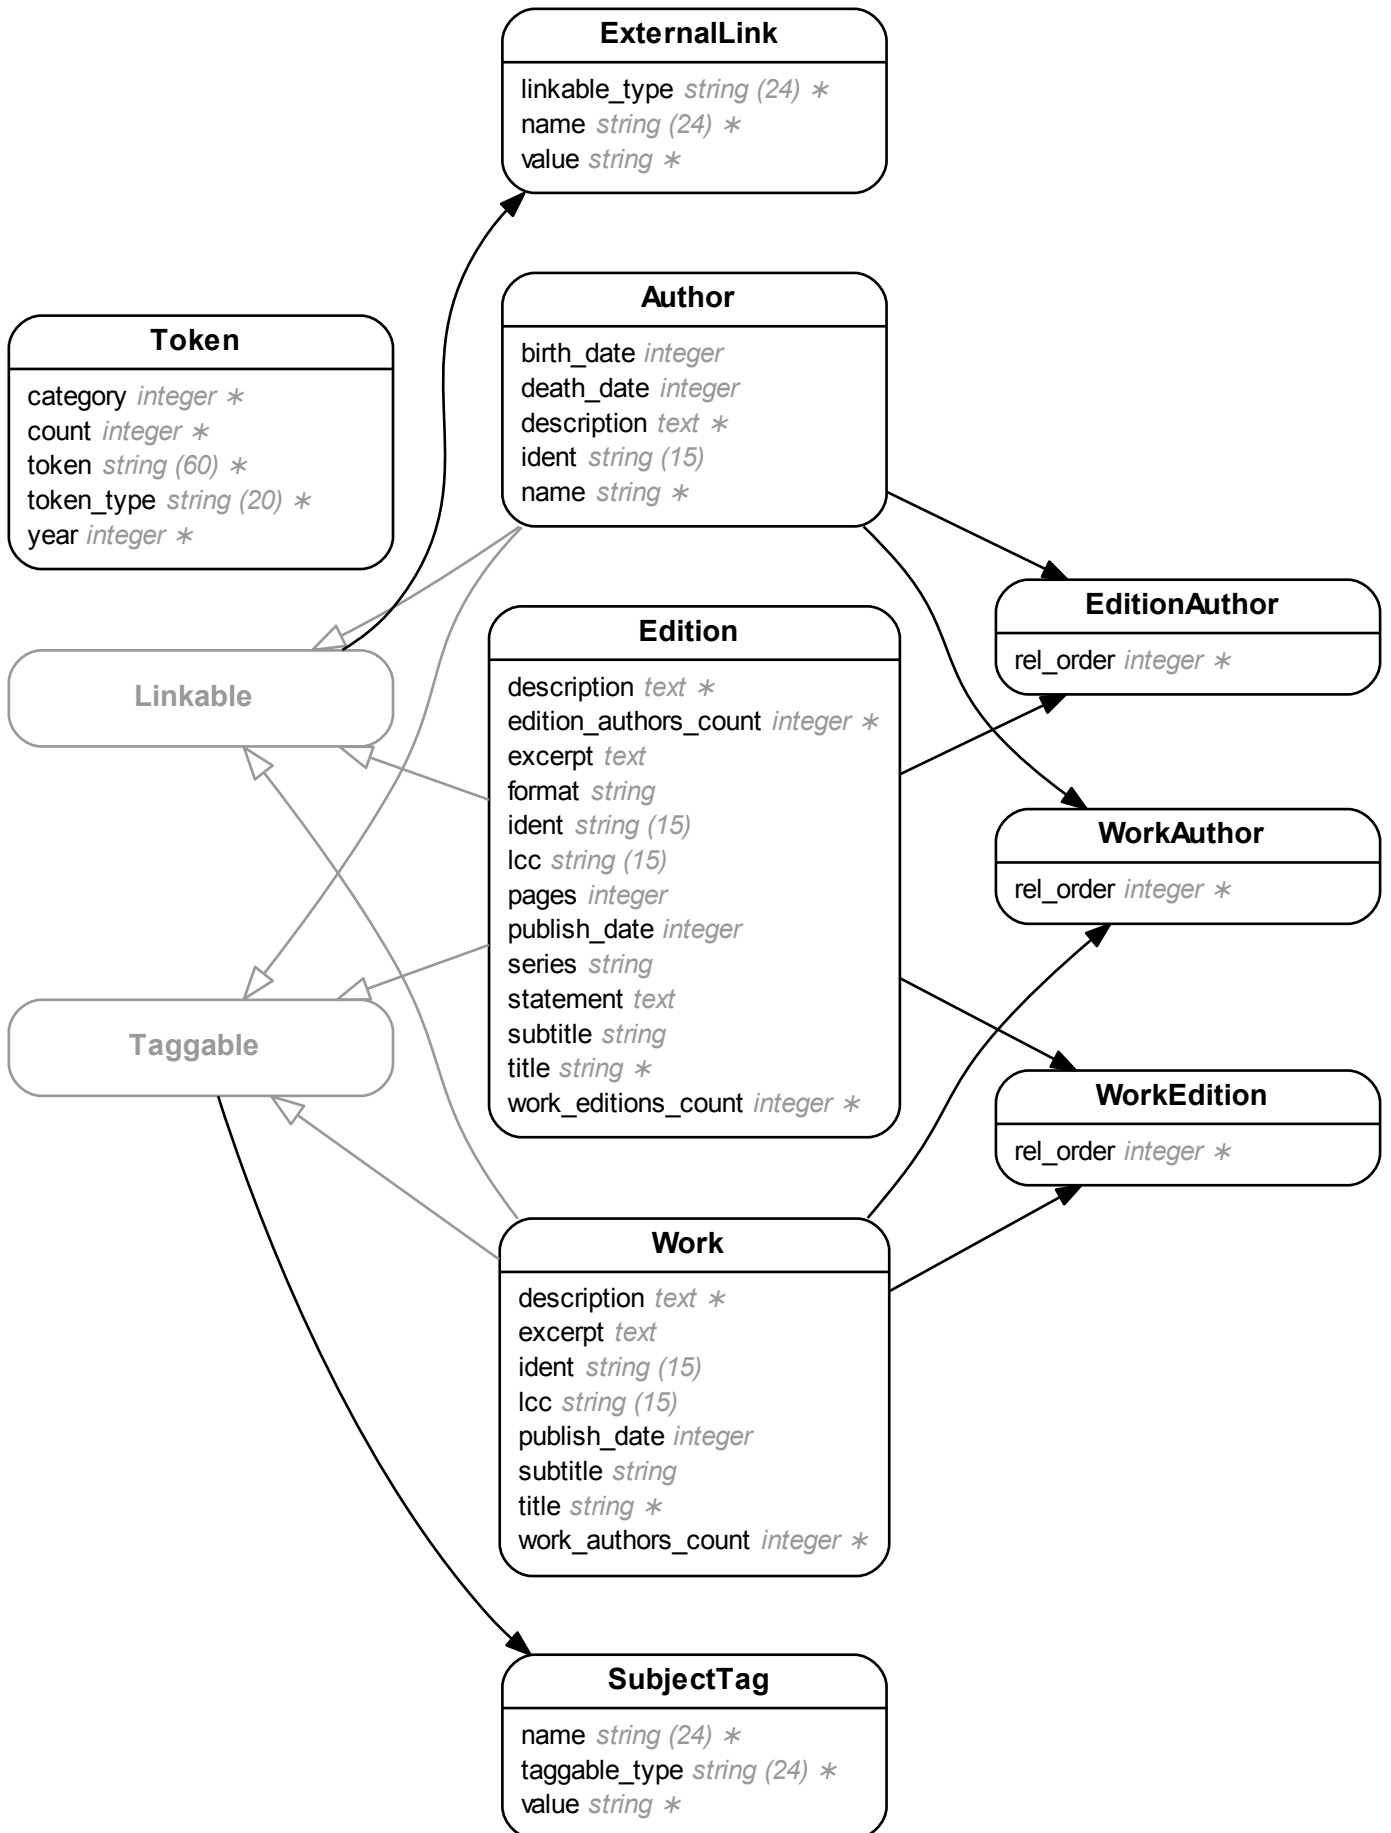 ExternalLink
linkable_type string (24) ∗
name string (24) ∗
value string ∗
Author
birth_date integer
death_date integer
description text ∗
ident string (15)
name string ∗
Token
category integer ∗
count integer ∗
token string (60) ∗
token_type string (20) ∗
year integer ∗
EditionAuthor
rel_order integer ∗
Edition
description text ∗
edition_authors_count integer ∗
excerpt text
format string
ident string (15)
lcc string (15)
pages integer
publish_date integer
series string
statement text
subtitle string
title string ∗
work_editions_count integer ∗
Linkable
WorkAuthor
rel_order integer ∗
Taggable
WorkEdition
rel_order integer ∗
Work
description text ∗
excerpt text
ident string (15)
lcc string (15)
publish_date integer
subtitle string
title string ∗
work_authors_count integer ∗
SubjectTag
name string (24) ∗
taggable_type string (24) ∗
value string ∗